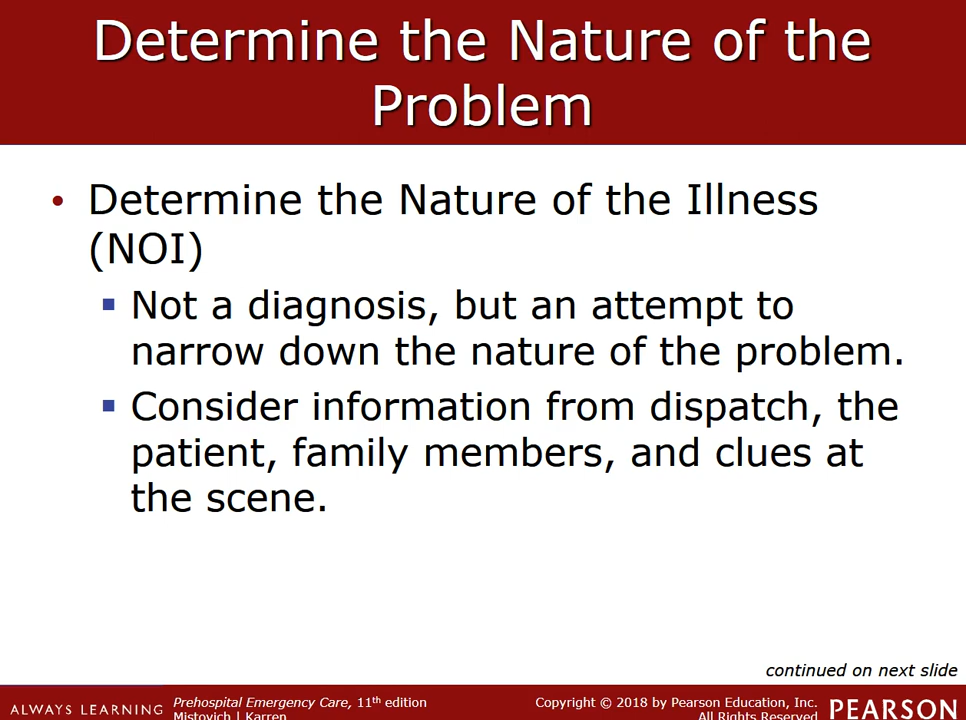 Determine the Nature of the
Problem
• Determine the Nature of the Illness
(NOI)
▪ Not a diagnosis, but an attempt to
narrow down the nature of the problem.
▪ Consider information from dispatch, the
patient, family members, and clues at
the scene.
continued on next slide
ALWAYS LEARNING
Prehospital Emergency Care, 11th edition
Mistovich | Karren
Copyright © 2018 by Pearson Education, Inc.
All Rights Reserved
PEARSON